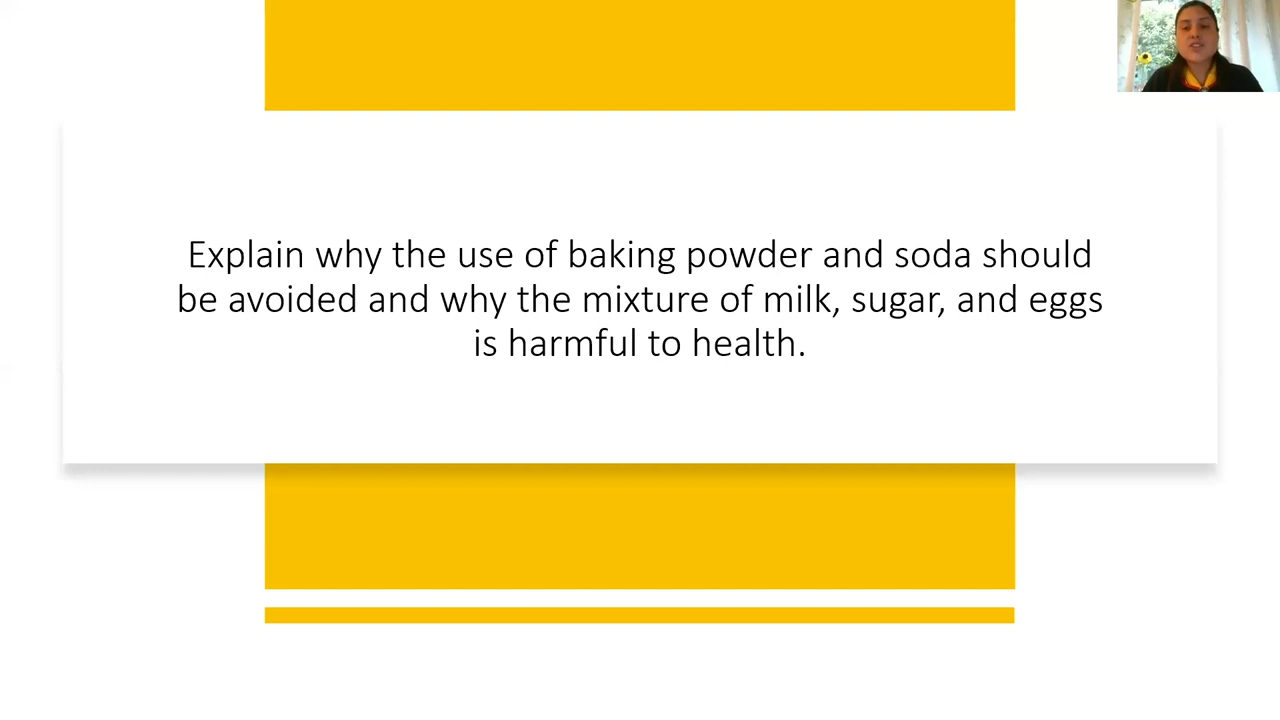 Explain why the use of baking powder and soda should
be avoided and why the mixture of milk, sugar, and eggs
is harmful to health.